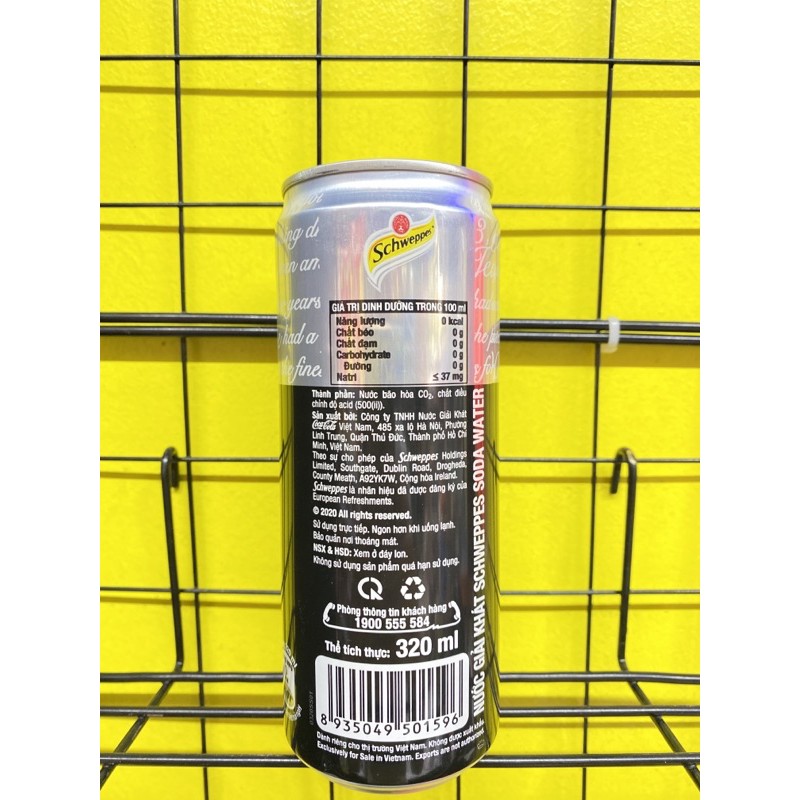 Schweppes
ng d
n an
years
had a
e fine
GIÁ TRỊ DINH DƯỠNG TRONG 100 ml
Năng lượng 0 kcal
Chất béo 0 g
Chất đạm 0 g
Carbohydrate 0 g
Đường 0 g
Natri ≤ 37 mg
Thành phần: Nước bão hòa CO₂, chất điều
chỉnh độ acid (500(ii)).
Sản xuất bởi: Công ty TNHH Nước Giải Khát
Coca-Cola Việt Nam, 485 xa lộ Hà Nội, Phường
Linh Trung, Quận Thủ Đức, Thành phố Hồ Chí
Minh, Việt Nam.
Theo sự cho phép của Schweppes Holdings
Limited, Southgate, Dublin Road, Drogheda,
County Meath, A92YK7W, Cộng hòa Ireland.
Schweppes là nhãn hiệu đã được đăng ký của
European Refreshments.
© 2020 All rights reserved.
Sử dụng trực tiếp. Ngon hơn khi uống lạnh.
Bảo quản nơi thoáng mát.
NSX & HSD: Xem ở đáy lon.
Không sử dụng sản phẩm quá hạn sử dụng.
Phòng thông tin khách hàng
1900 555 584
Thể tích thực: 320 ml
8 935049 501596
Dành riêng cho thị trường Việt Nam. Không được xuất khẩu.
Exclusively for Sale in Vietnam. Exports are not authorized.
NƯỚC GIẢI KHÁT SCHWEPPES SODA WATER